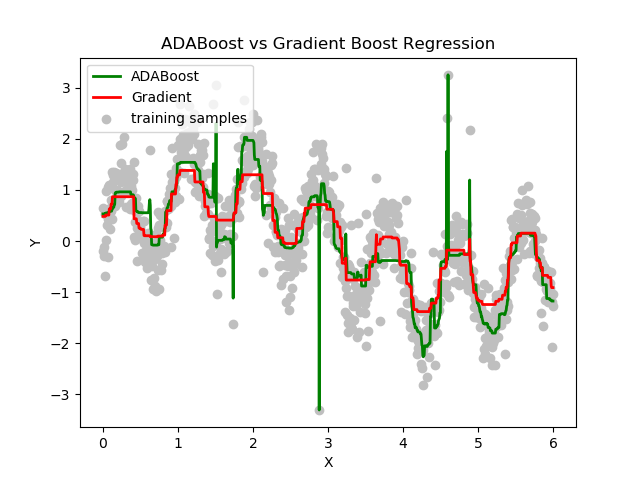 ADABoost vs Gradient Boost Regression
ADABoost
Gradient
training samples
3
2
1
0
−1
−2
−3
Y
0 1 2 3 4 5 6
X